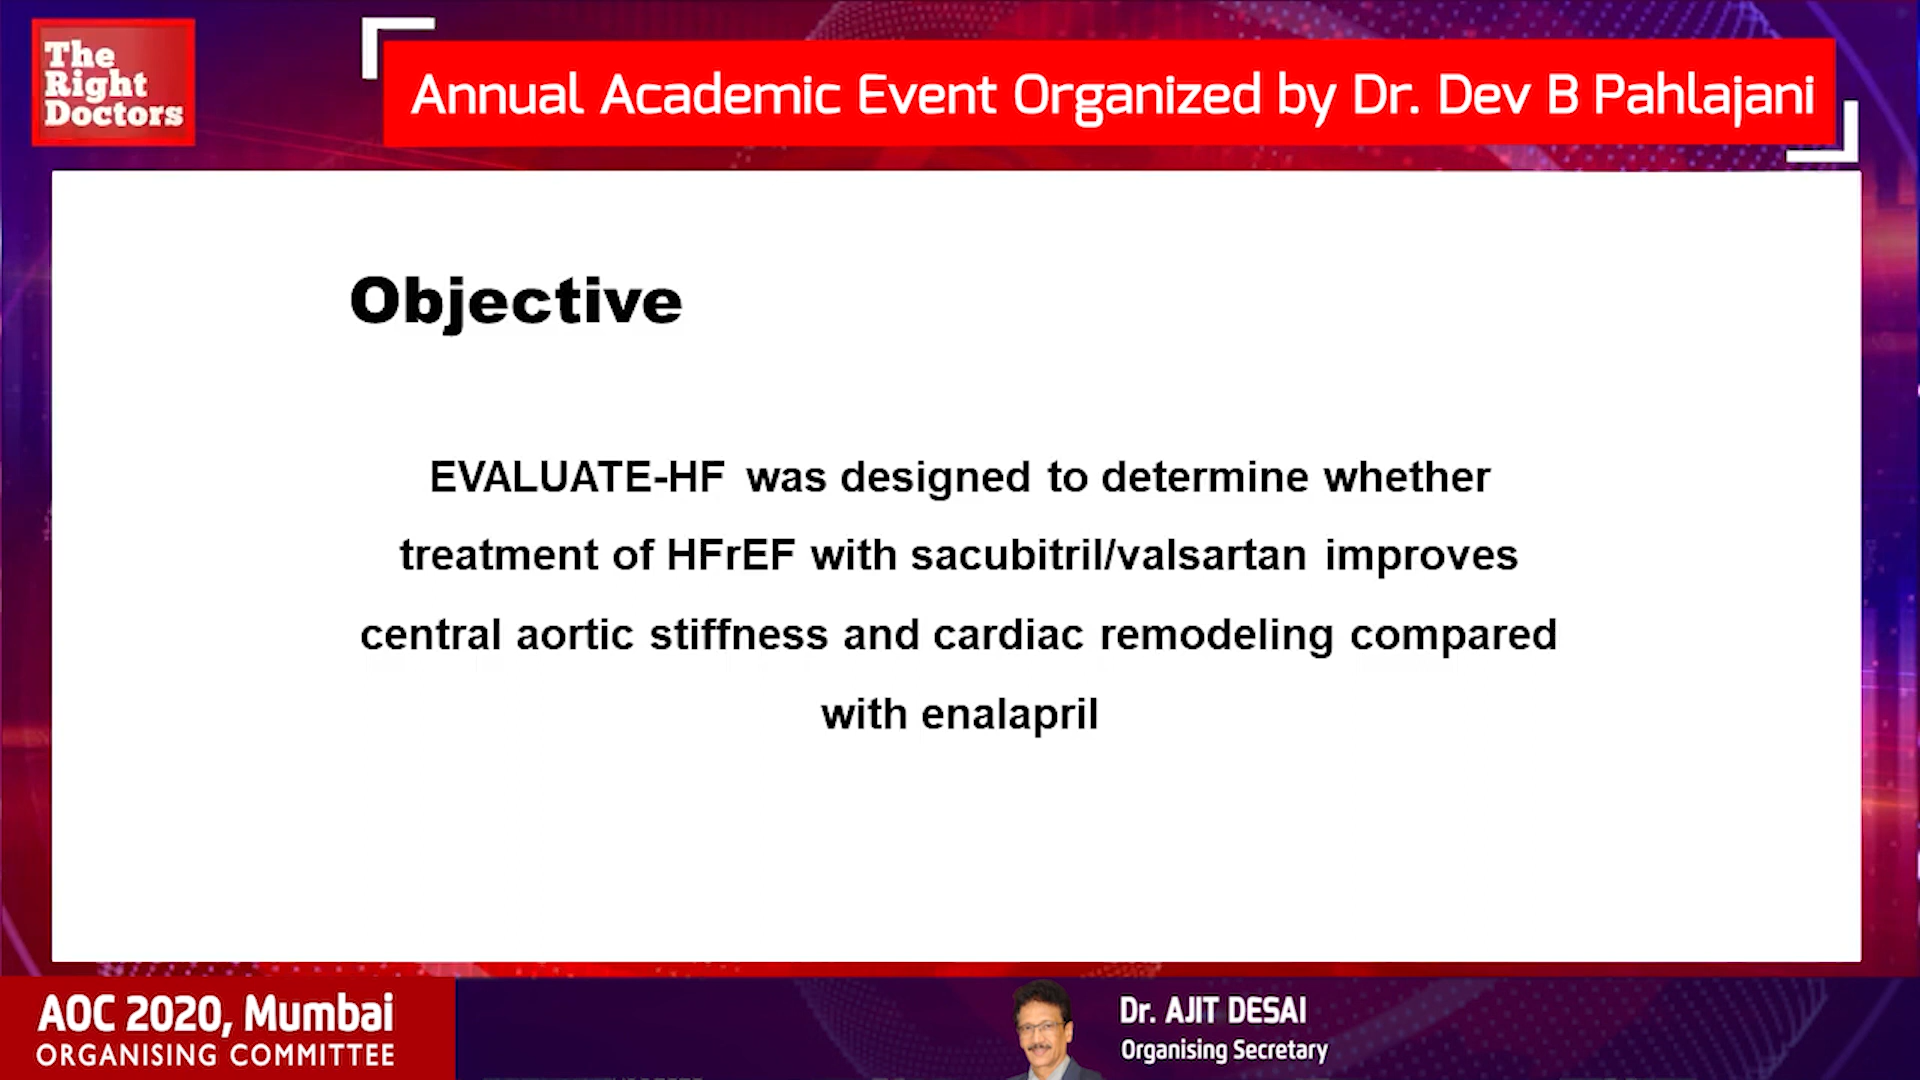 The
Right
Doctors
Annual Academic Event Organized by Dr. Dev B Pahlajani
Objective
EVALUATE-HF was designed to determine whether
treatment of HFrEF with sacubitril/valsartan improves
central aortic stiffness and cardiac remodeling compared
with enalapril
AOC 2020, Mumbai
ORGANISING COMMITTEE
Dr. AJIT DESAI
Organising Secretary